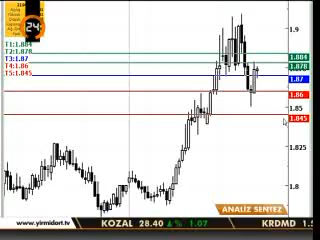 24
T1:1.884
T2:1.878
T3:1.87
T4:1.86
T5:1.845
1.9
1.884
1.878
1.87
1.86
1.85
1.845
1.8
ANALİZ SENTEZ
www.yirmidort.tv KOZAL 28.40 ▲% 1.07 KRDMD 1.5